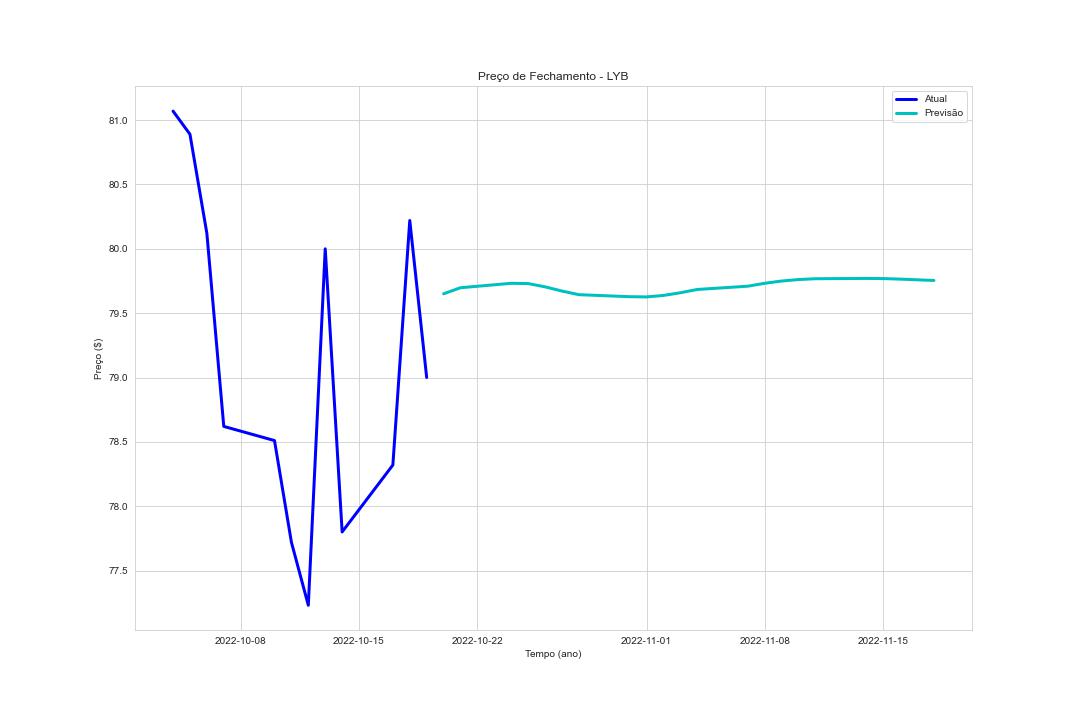 Preço de Fechamento - LYB
Atual
Previsão
81.0
80.5
80.0
79.5
79.0
78.5
78.0
77.5
Preço ($)
2022-10-08
2022-10-15
2022-10-22
2022-11-01
2022-11-08
2022-11-15
Tempo (ano)